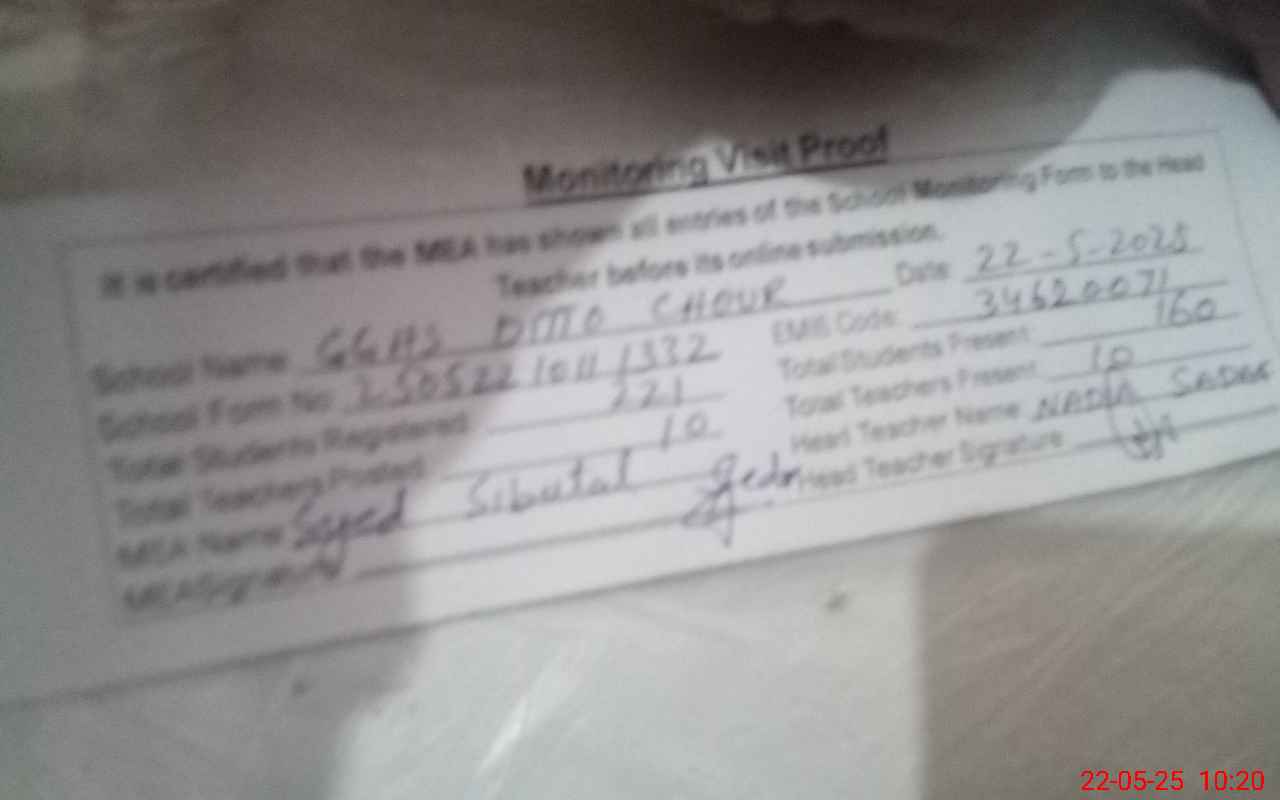 Monitoring Visit Proof
It is certified that the MEA has shown all entries of the School Monitoring Form to the Head
Teacher before its online submission.
School Name: GGHS DITTO CHOUR Date: 22-5-2025
School Form No: 2505221011332 EMIS Code: 34620071
Total Students Registered: 221 Total Students Present: 160
Total Teachers Posted: 10 Total Teachers Present: 10
MEA Name: Syed Head Teacher Name: NADIA
MEA Signature Head Teacher Signature:
22-05-25 10:20